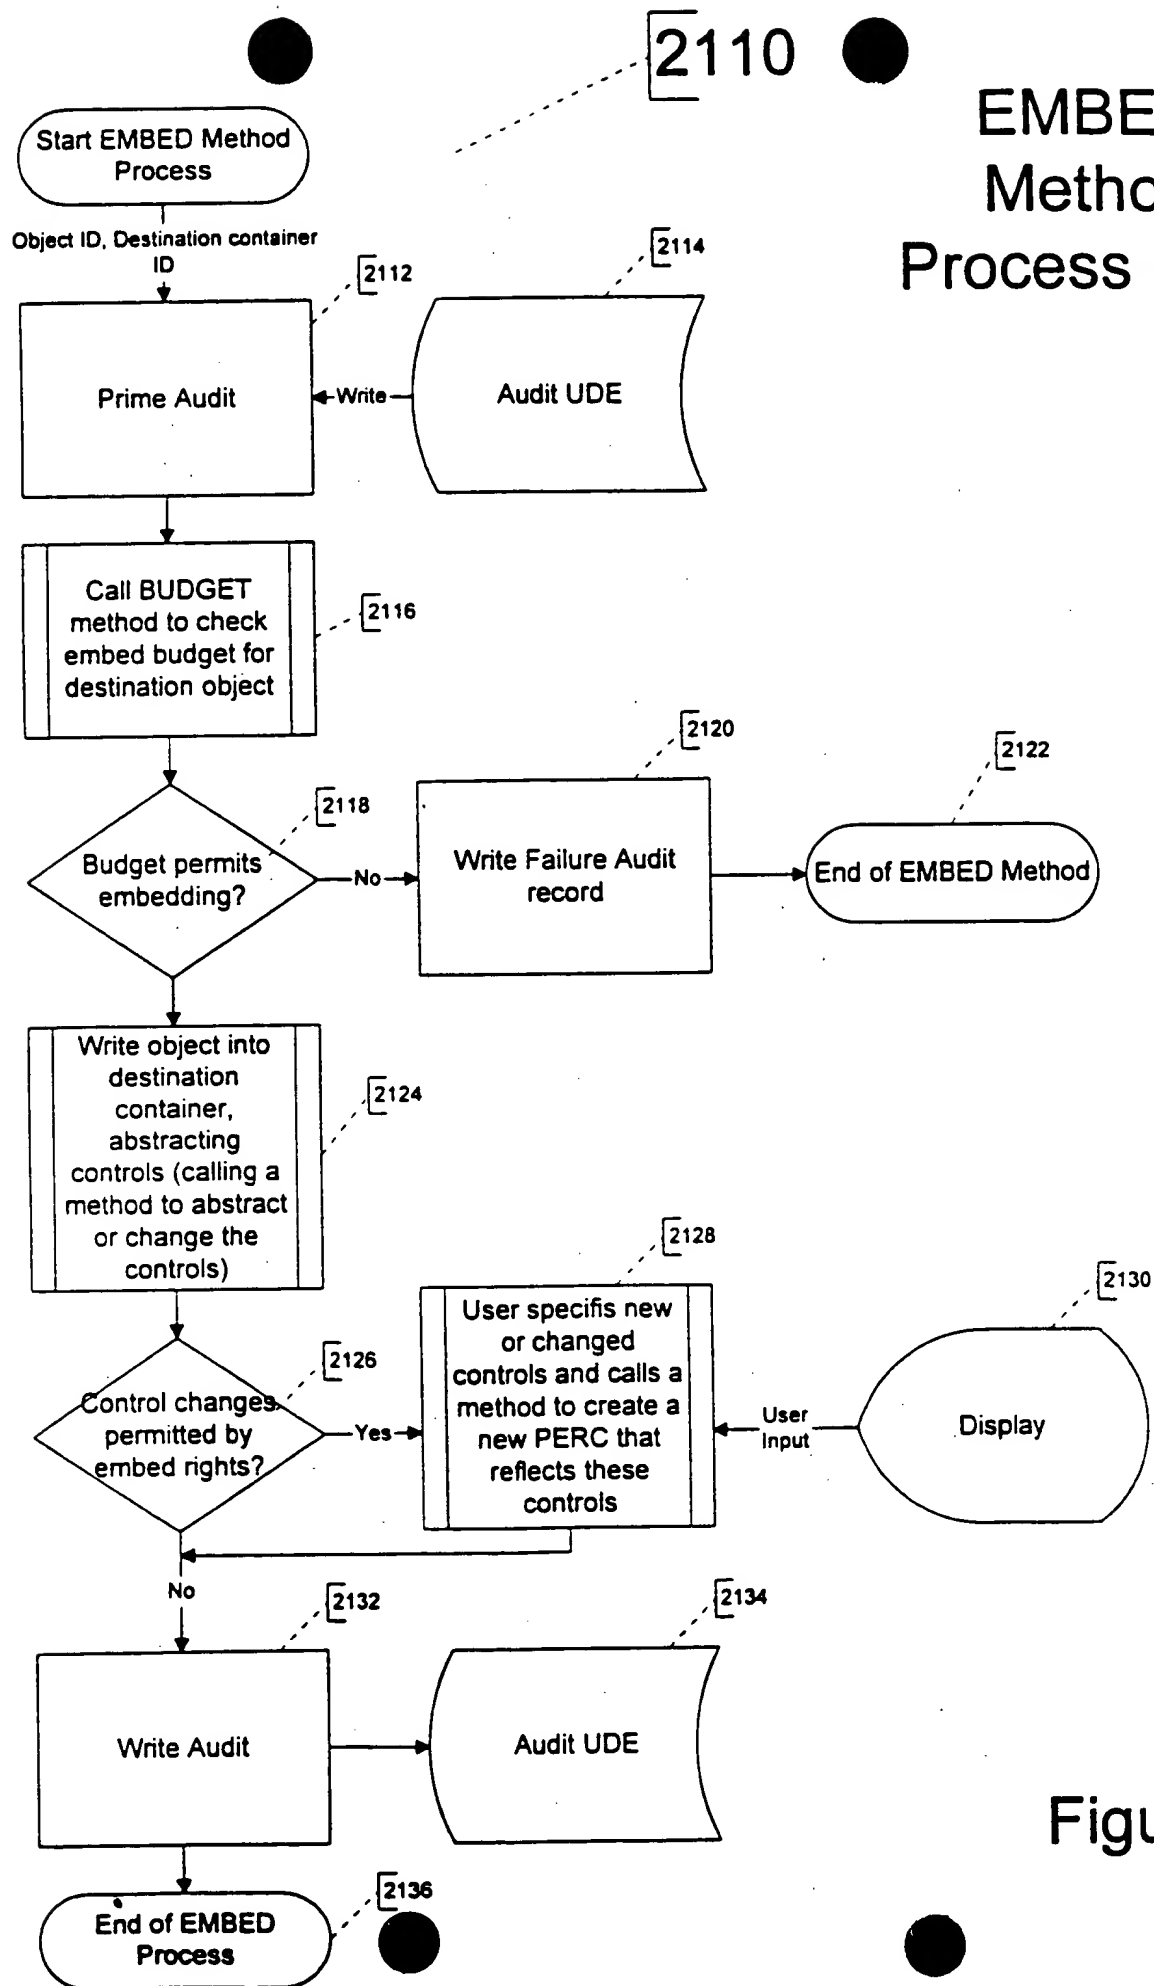 2110
EMBE
Metho
Process
Start EMBED Method
Process
Object ID, Destination container
ID
2112
2114
Prime Audit
Write
Audit UDE
Call BUDGET
method to check
embed budget for
destination object
2116
2118
2120
2122
Budget permits
embedding?
No
Write Failure Audit
record
End of EMBED Method
Write object into
destination
container,
abstracting
controls (calling a
method to abstract
or change the
controls)
2124
2126
Control changes
permitted by
embed rights?
Yes
2128
User specifis new
or changed
controls and calls a
method to create a
new PERC that
reflects these
controls
User
Input
2130
Display
No
2132
2134
Write Audit
Audit UDE
Figu
2136
End of EMBED
Process